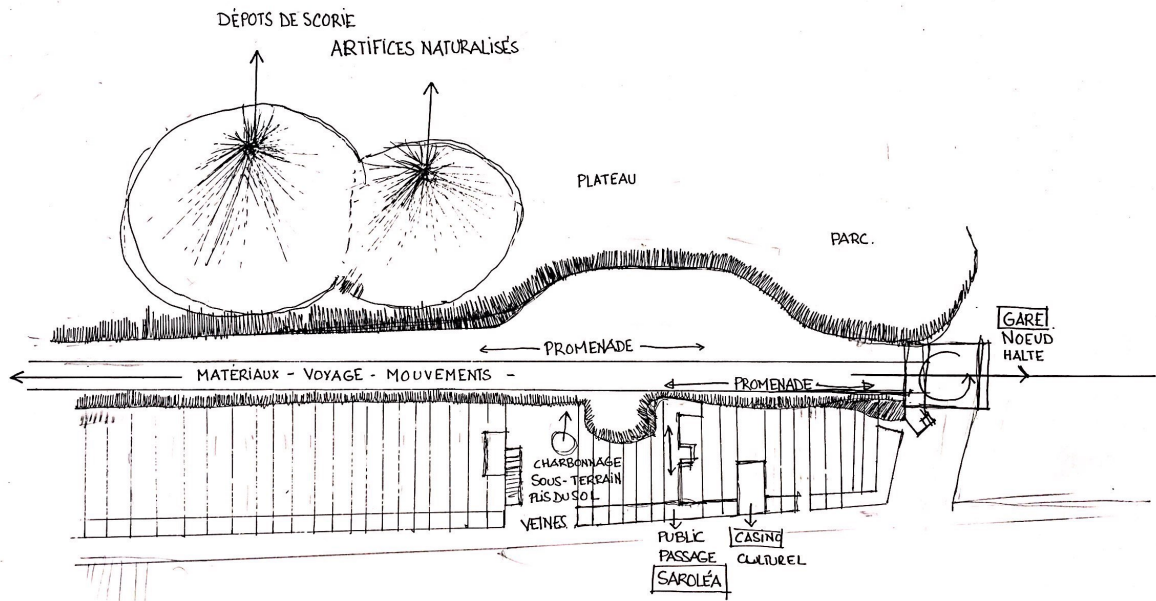 DÉPOTS DE SCORIE
ARTIFICES NATURALISÉS
PLATEAU
PARC.
GARE
NOEUD
HALTE
PROMENADE
MATÉRIAUX - VOYAGE - MOUVEMENTS -
PROMENADE
CHARBONNAGE
SOUS-TERRAIN
PLIS DU SOL
VEINES
PUBLIC
PASSAGE
SAROLÉA
CASINO
CULTUREL